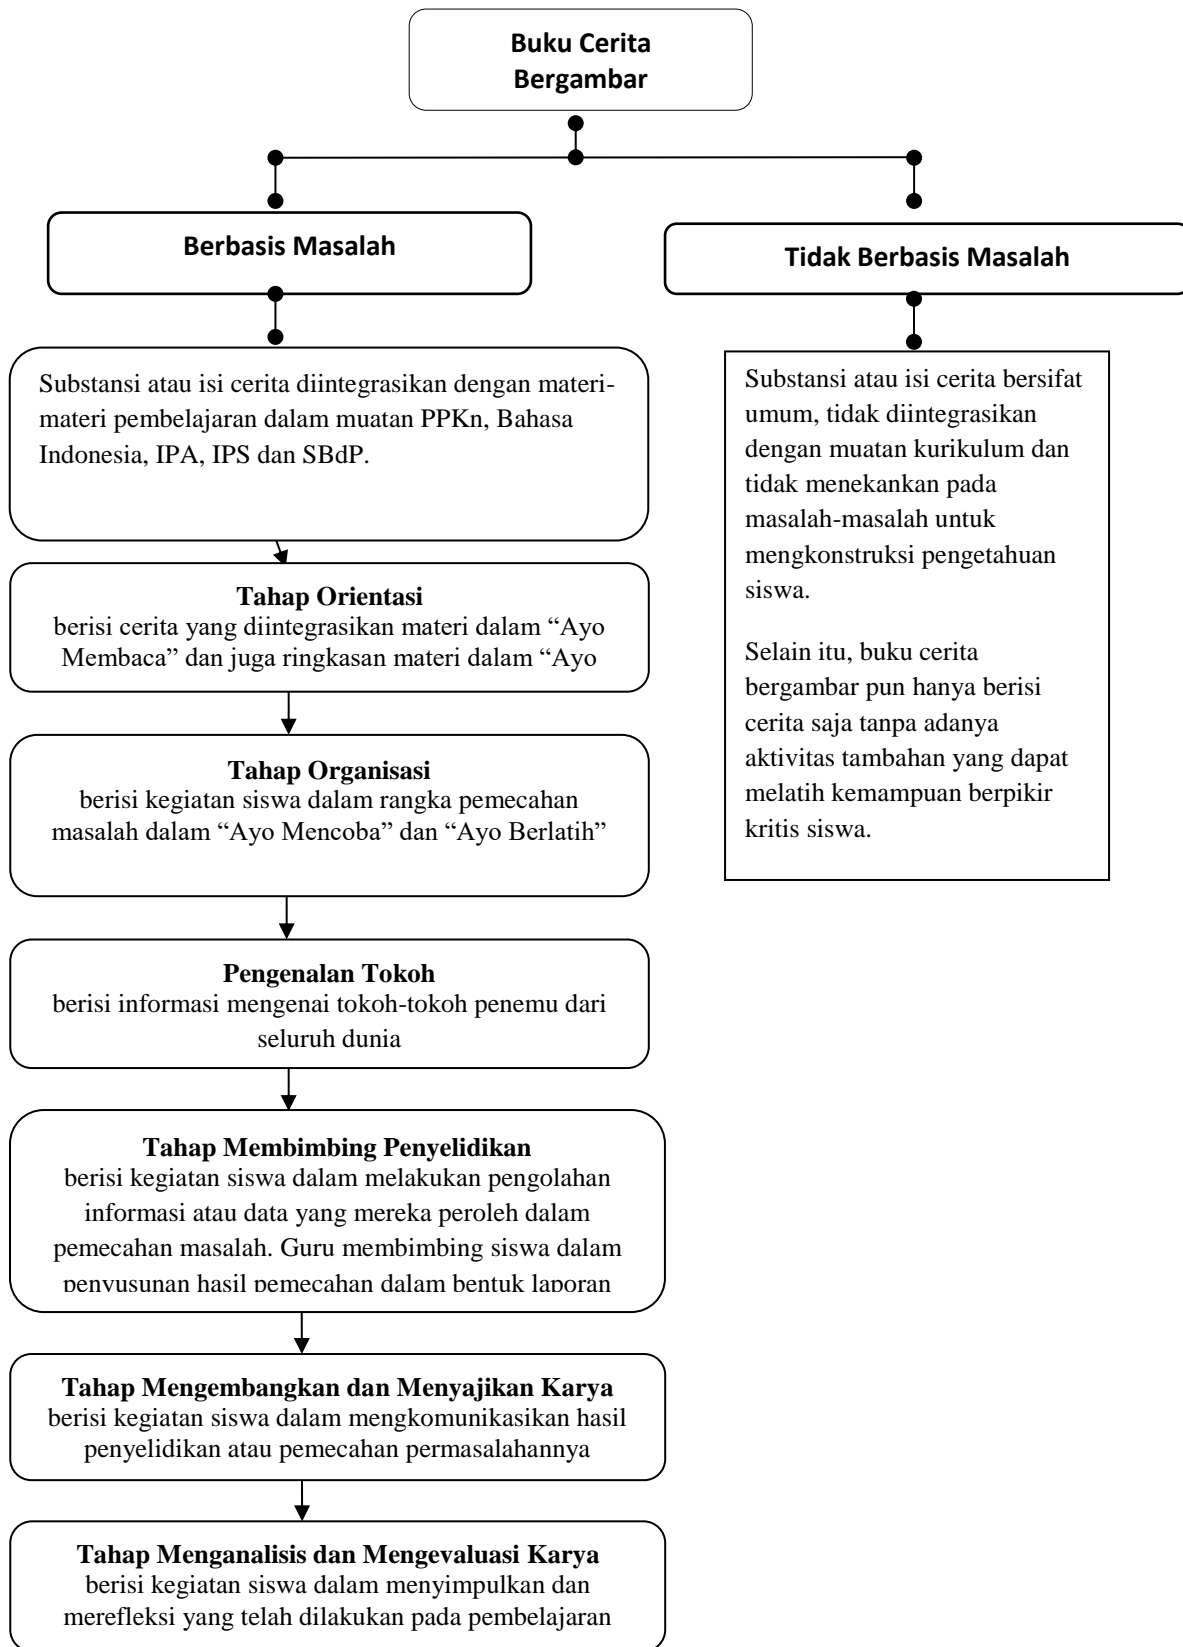 Buku Cerita
Bergambar
Berbasis Masalah
Tidak Berbasis Masalah
Substansi atau isi cerita diintegrasikan dengan materi-
materi pembelajaran dalam muatan PPKn, Bahasa
Indonesia, IPA, IPS dan SBdP.
Tahap Orientasi
berisi cerita yang diintegrasikan materi dalam “Ayo
Membaca” dan juga ringkasan materi dalam “Ayo
Tahap Organisasi
berisi kegiatan siswa dalam rangka pemecahan
masalah dalam “Ayo Mencoba” dan “Ayo Berlatih”
Pengenalan Tokoh
berisi informasi mengenai tokoh-tokoh penemu dari
seluruh dunia
Tahap Membimbing Penyelidikan
berisi kegiatan siswa dalam melakukan pengolahan
informasi atau data yang mereka peroleh dalam
pemecahan masalah. Guru membimbing siswa dalam
penyusunan hasil pemecahan dalam bentuk laporan
Tahap Mengembangkan dan Menyajikan Karya
berisi kegiatan siswa dalam mengkomunikasikan hasil
penyelidikan atau pemecahan permasalahannya
Tahap Menganalisis dan Mengevaluasi Karya
berisi kegiatan siswa dalam menyimpulkan dan
merefleksi yang telah dilakukan pada pembelajaran
Substansi atau isi cerita bersifat
umum, tidak diintegrasikan
dengan muatan kurikulum dan
tidak menekankan pada
masalah-masalah untuk
mengkonstruksi pengetahuan
siswa.
Selain itu, buku cerita
bergambar pun hanya berisi
cerita saja tanpa adanya
aktivitas tambahan yang dapat
melatih kemampuan berpikir
kritis siswa.